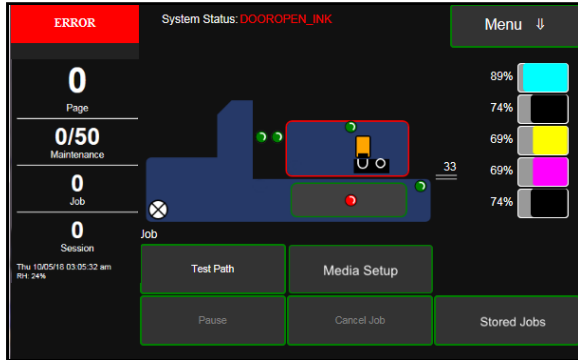 ERROR
System Status: DOOROPEN_INK
Menu ⇓
0
Page
0/50
Maintenance
0
Job
0
Session
Thu 10/05/16 03:05:32 am
RH: 24%
89%
74%
69%
69%
74%
33
Job
Test Path
Media Setup
Pause
Cancel Job
Stored Jobs